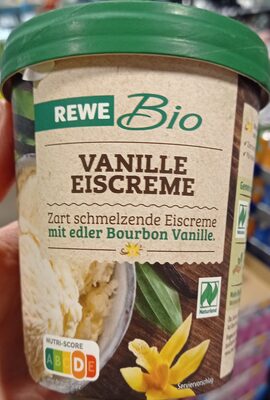 REWE Bio
VANILLE
EISCREME
Zart schmelzende Eiscreme
mit edler Bourbon Vanille.
Naturland
NUTRI-SCORE
A B C D E
Serviervorschlag